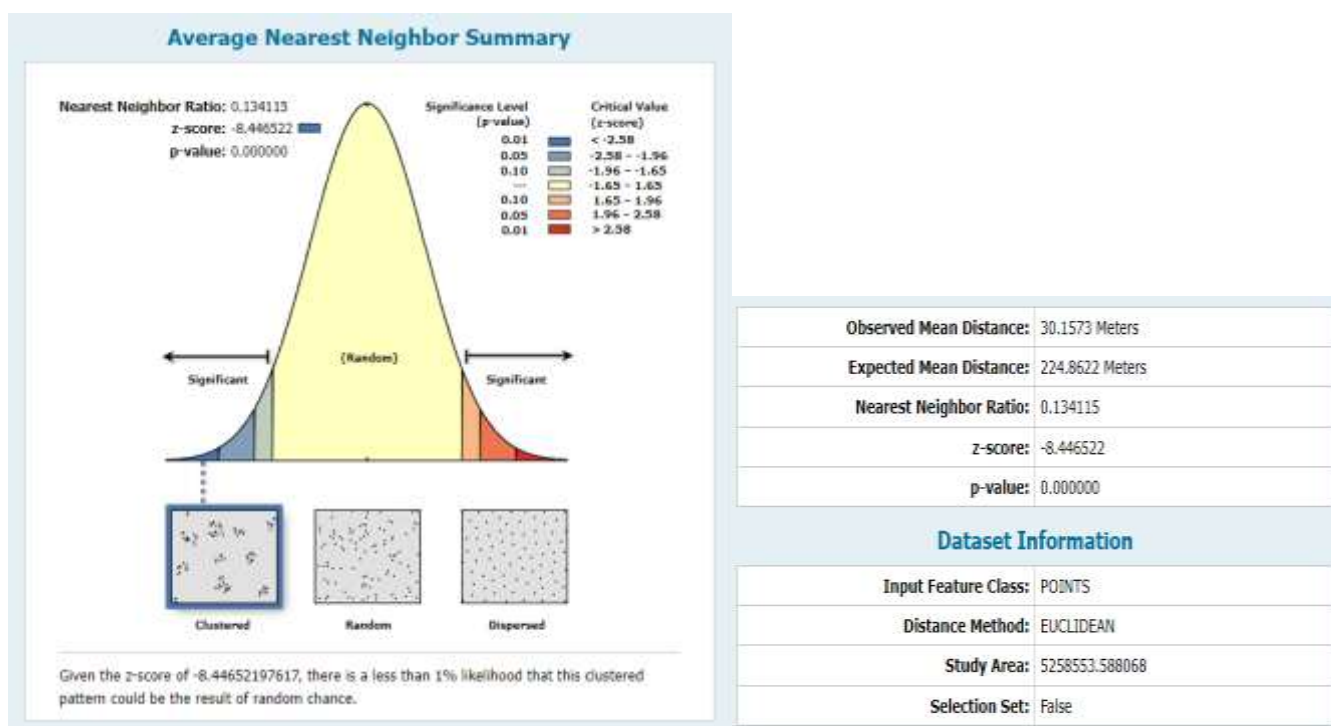 Average Nearest Neighbor Summary
Nearest Neighbor Ratio: 0.134115
z-score: -8.446522
p-value: 0.000000
Significance Level (p-value) Critical Value (z-score)
0.01 < -2.58
0.05 -2.58 - -1.96
0.10 -1.96 - -1.65
— -1.65 - 1.65
0.10 1.65 - 1.96
0.05 1.96 - 2.58
0.01 > 2.58
Significant (Random) Significant
Clustered Random Dispersed
Given the z-score of -8.44652197617, there is a less than 1% likelihood that this clustered
pattern could be the result of random chance.
Observed Mean Distance: 30.1573 Meters
Expected Mean Distance: 224.8622 Meters
Nearest Neighbor Ratio: 0.134115
z-score: -8.446522
p-value: 0.000000
Dataset Information
Input Feature Class: POINTS
Distance Method: EUCLIDEAN
Study Area: 5258553.588068
Selection Set: False